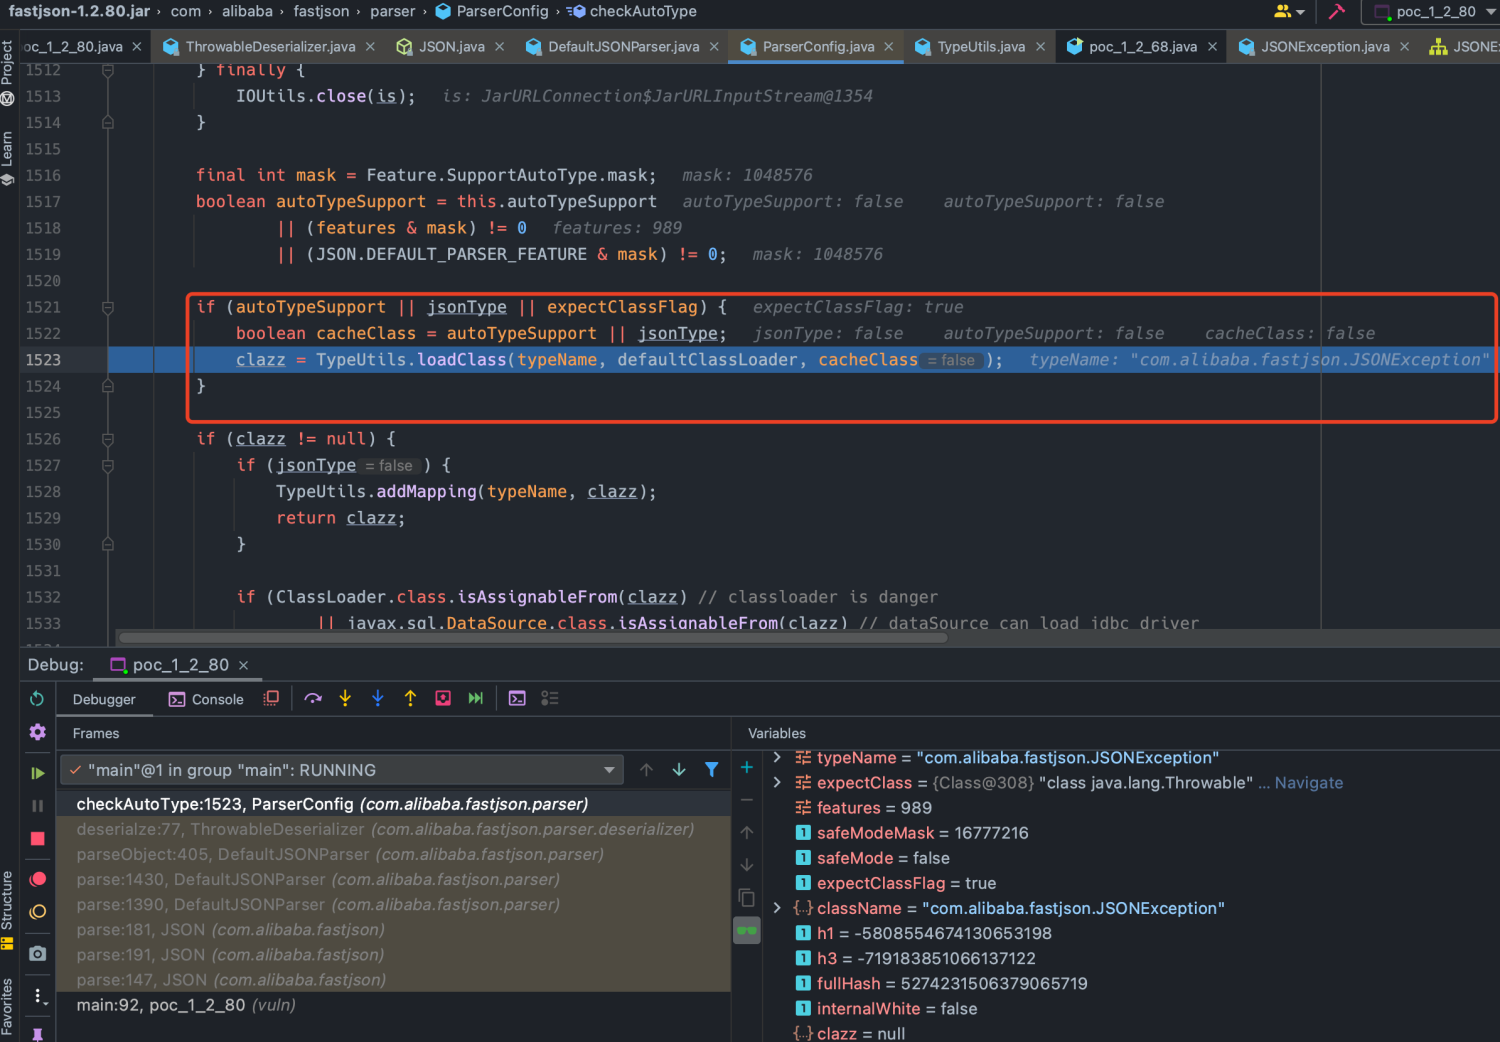 fastjson-1.2.80.jar › com › alibaba › fastjson › parser › ParserConfig › checkAutoType
poc_1_2_80
oc_1_2_80.java × ThrowableDeserializer.java × JSON.java × DefaultJSONParser.java × ParserConfig.java × TypeUtils.java × poc_1_2_68.java × JSONException.java × JSONE
Project
Learn
Structure
Favorites
1512 } finally {
1513 IOUtils.close(is); is: JarURLConnection$JarURLInputStream@1354
1514 }
1515
1516 final int mask = Feature.SupportAutoType.mask; mask: 1048576
1517 boolean autoTypeSupport = this.autoTypeSupport autoTypeSupport: false autoTypeSupport: false
1518 || (features & mask) != 0 features: 989
1519 || (JSON.DEFAULT_PARSER_FEATURE & mask) != 0; mask: 1048576
1520
1521 if (autoTypeSupport || jsonType || expectClassFlag) { expectClassFlag: true
1522 boolean cacheClass = autoTypeSupport || jsonType; jsonType: false autoTypeSupport: false cacheClass: false
1523 clazz = TypeUtils.loadClass(typeName, defaultClassLoader, cacheClass = false ); typeName: "com.alibaba.fastjson.JSONException"
1524 }
1525
1526 if (clazz != null) {
1527 if (jsonType = false ) {
1528 TypeUtils.addMapping(typeName, clazz);
1529 return clazz;
1530 }
1531
1532 if (ClassLoader.class.isAssignableFrom(clazz) // classloader is danger
1533 || javax.sql.DataSource.class.isAssignableFrom(clazz) // dataSource can load jdbc driver
Debug: poc_1_2_80 ×
Debugger Console
Frames
"main"@1 in group "main": RUNNING
checkAutoType:1523, ParserConfig (com.alibaba.fastjson.parser)
deserialze:77, ThrowableDeserializer (com.alibaba.fastjson.parser.deserializer)
parseObject:405, DefaultJSONParser (com.alibaba.fastjson.parser)
parse:1430, DefaultJSONParser (com.alibaba.fastjson.parser)
parse:1390, DefaultJSONParser (com.alibaba.fastjson.parser)
parse:181, JSON (com.alibaba.fastjson)
parse:191, JSON (com.alibaba.fastjson)
parse:147, JSON (com.alibaba.fastjson)
main:92, poc_1_2_80 (vuln)
Variables
typeName = "com.alibaba.fastjson.JSONException"
expectClass = {Class@308} "class java.lang.Throwable" ... Navigate
features = 989
safeModeMask = 16777216
safeMode = false
expectClassFlag = true
className = "com.alibaba.fastjson.JSONException"
h1 = -5808554674130653198
h3 = -719183851066137122
fullHash = 5274231506379065719
internalWhite = false
clazz = null